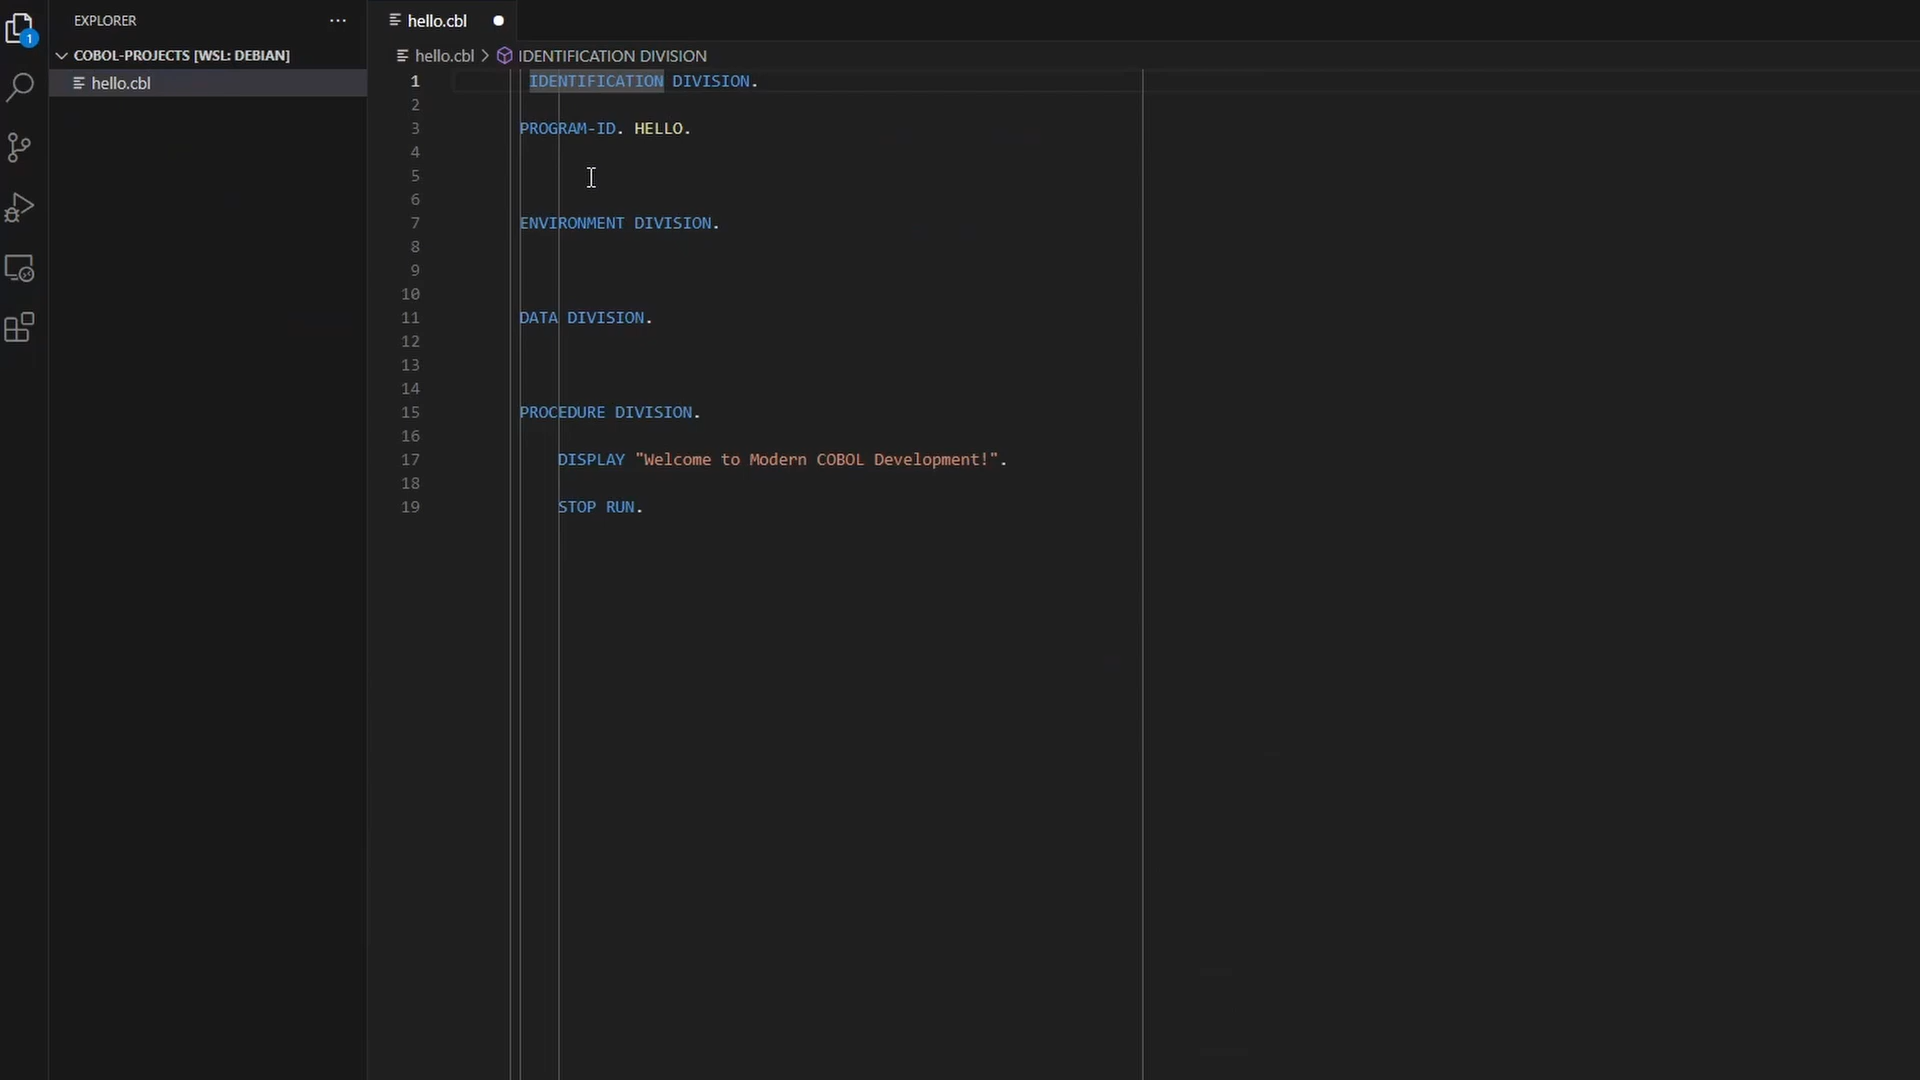 EXPLORER ···
COBOL-PROJECTS [WSL: DEBIAN]
hello.cbl
1
hello.cbl
hello.cbl > IDENTIFICATION DIVISION
1 IDENTIFICATION DIVISION.
2
3 PROGRAM-ID. HELLO.
4
5
6
7 ENVIRONMENT DIVISION.
8
9
10
11 DATA DIVISION.
12
13
14
15 PROCEDURE DIVISION.
16
17 DISPLAY "Welcome to Modern COBOL Development!".
18
19 STOP RUN.